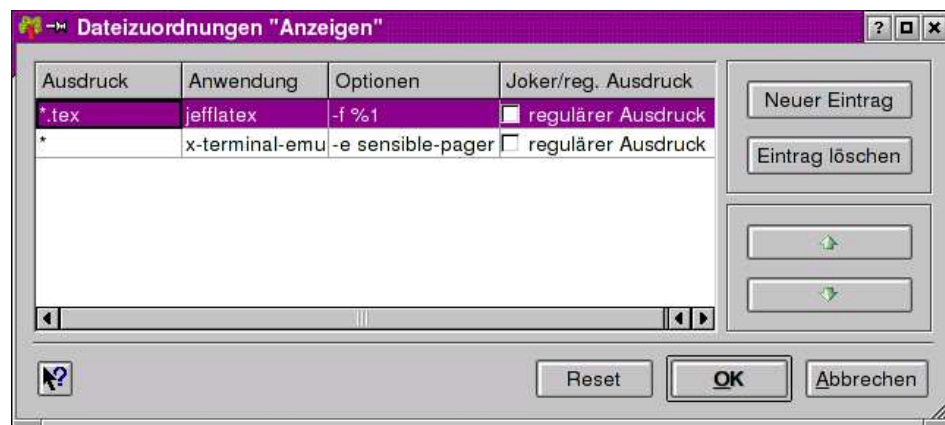 Dateizuordnungen "Anzeigen"
Ausdruck Anwendung Optionen Joker/reg. Ausdruck
*.tex jefflatex -f %1 regulärer Ausdruck
* x-terminal-emu -e sensible-pager regulärer Ausdruck
Neuer Eintrag
Eintrag löschen
Reset OK Abbrechen